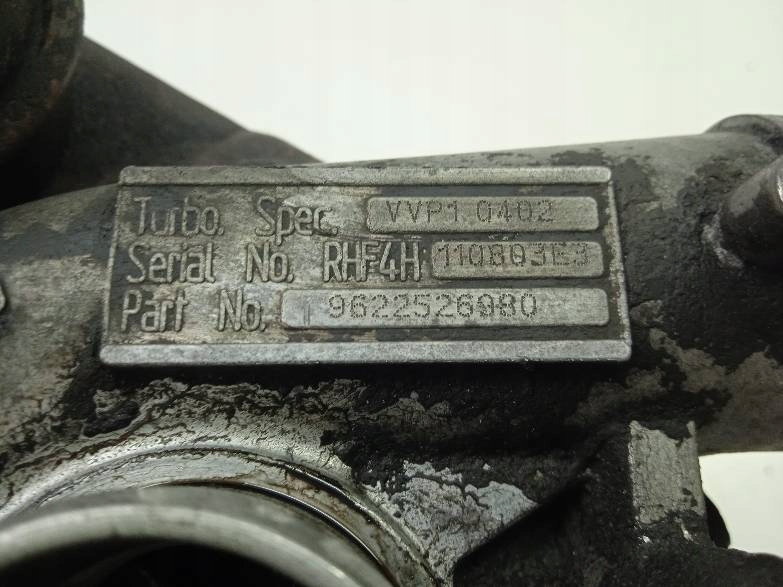 Turbo. Spec. VVP1 0402
Serial No. RHF4H 110803E3
Part No. 9622526980